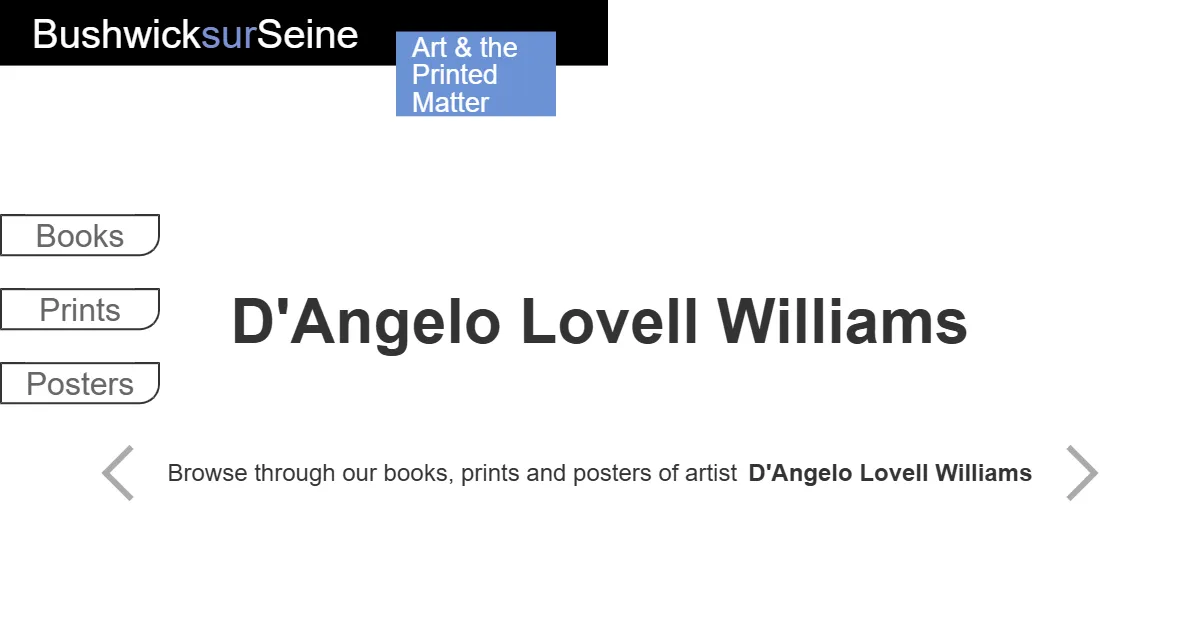 BushwicksurSeine
Art & the
Printed
Matter
Books
Prints
Posters
D'Angelo Lovell Williams
Browse through our books, prints and posters of artist D'Angelo Lovell Williams